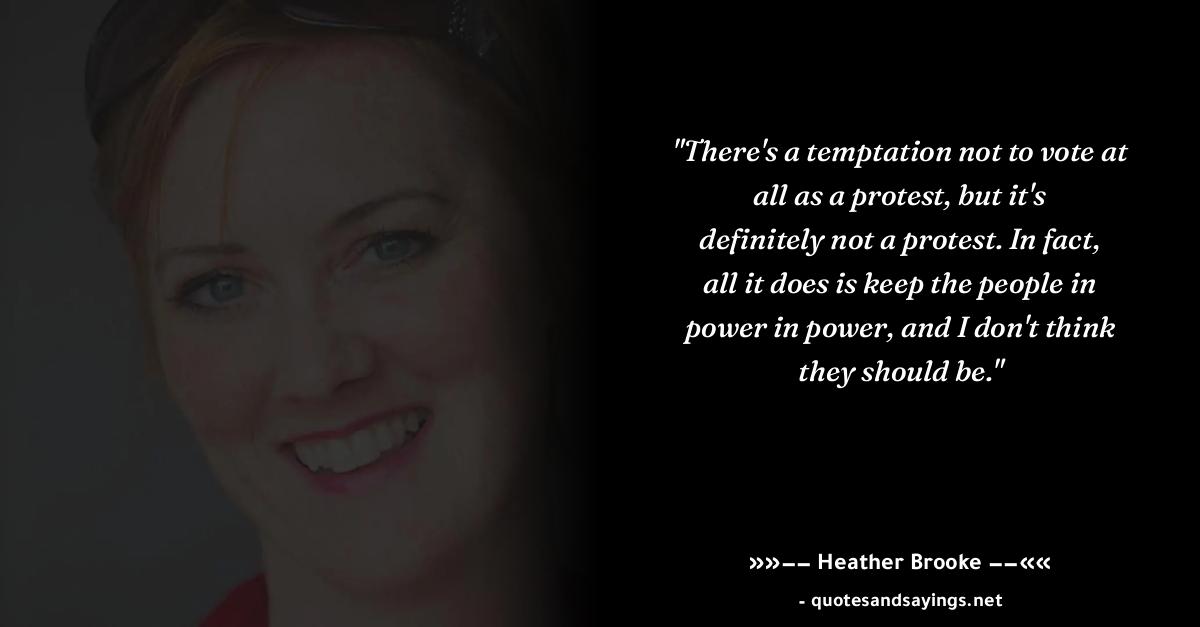 "There's a temptation not to vote at
all as a protest, but it's
definitely not a protest. In fact,
all it does is keep the people in
power in power, and I don't think
they should be."
»»−− Heather Brooke −−««
- quotesandsayings.net